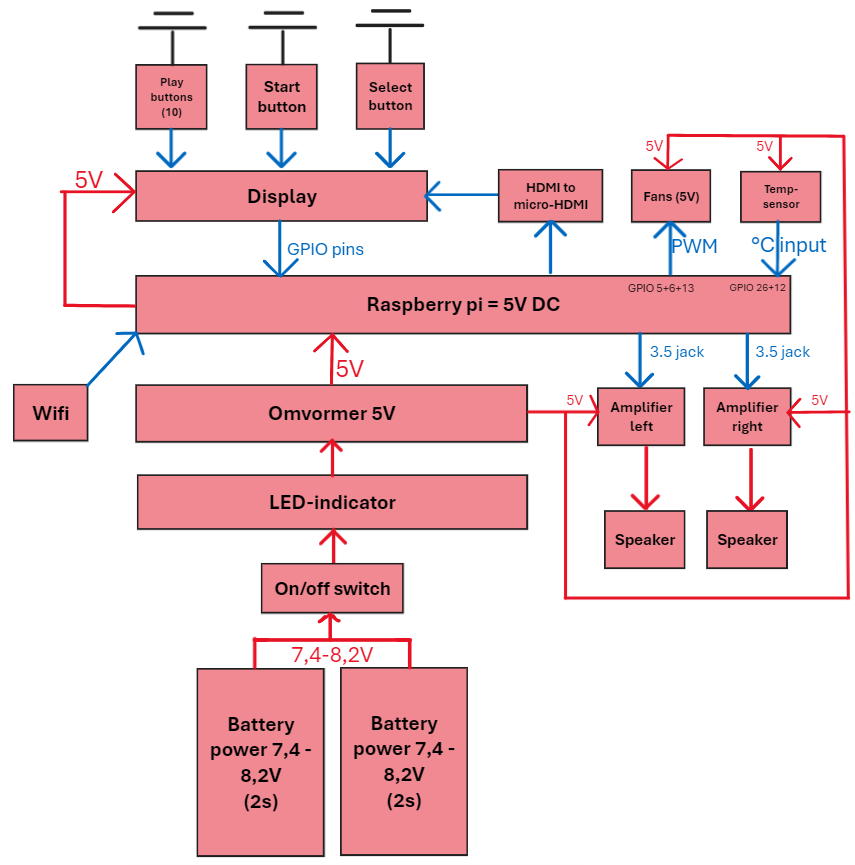 Play
buttons
(10)
Start
button
Select
button
5V
Display
HDMI to
micro-HDMI
5V
Fans (5V)
5V
Temp-
sensor
GPIO pins
PWM
°C input
Raspberry pi = 5V DC
GPIO 5+6+13
GPIO 26+12
5V
3.5 jack
3.5 jack
Wifi
Omvormer 5V
5V
Amplifier
left
Amplifier
right
5V
LED-indicator
Speaker
Speaker
On/off switch
7,4-8,2V
Battery
power 7,4 -
8,2V
(2s)
Battery
power 7,4 -
8,2V
(2s)